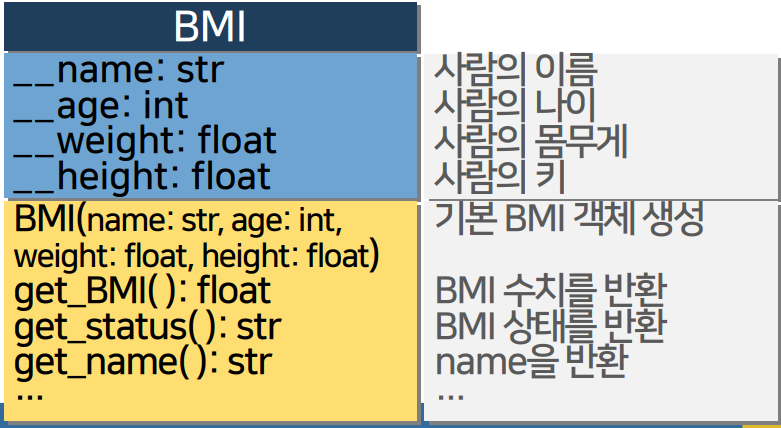 BMI
__name: str
사람의 이름
__age: int
사람의 나이
__weight: float
사람의 몸무게
__height: float
사람의 키
BMI(name: str, age: int,
weight: float, height: float)
기본 BMI 객체 생성
get_BMI( ): float
BMI 수치를 반환
get_status( ): str
BMI 상태를 반환
get_name( ): str
name을 반환
...
...